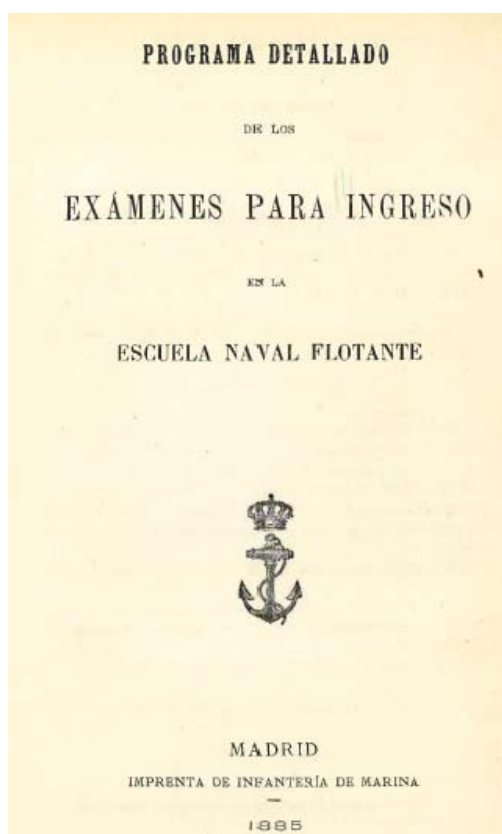 PROGRAMA DETALLADO
DE LOS
EXÁMENES PARA INGRESO
EN LA
ESCUELA NAVAL FLOTANTE
MADRID
IMPRENTA DE INFANTERÍA DE MARINA
1885